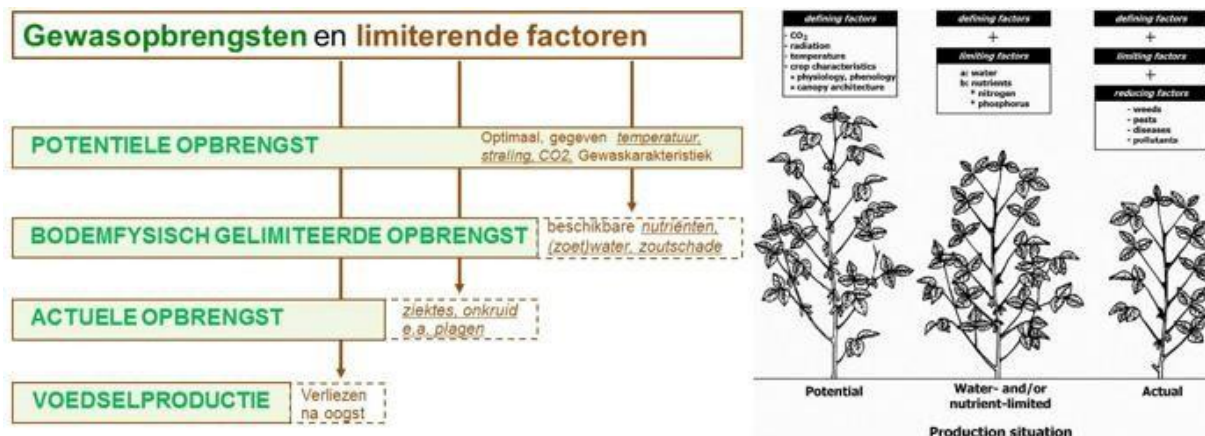 Gewasopbrengsten en limiterende factoren
POTENTIELE OPBRENGST
Optimaal, gegeven temperatuur,
straling, CO2, Gewaskarakteristiek
BODEMFYSISCH GELIMITEERDE OPBRENGST
beschikbare nutriënten,
(zoet)water, zoutschade
ACTUELE OPBRENGST
ziektes, onkruid
e.a. plagen
VOEDSELPRODUCTIE
Verliezen
na oogst
defining factors
- CO2
- radiation
- temperature
- crop characteristics
* physiology, phenology
* canopy architecture
defining factors
+
limiting factors
a: water
b: nutrients
* nitrogen
* phosphorus
defining factors
+
limiting factors
+
reducing factors
- weeds
- pests
- diseases
- pollutants
Potential
Water- and/or
nutrient-limited
Actual
Production situation